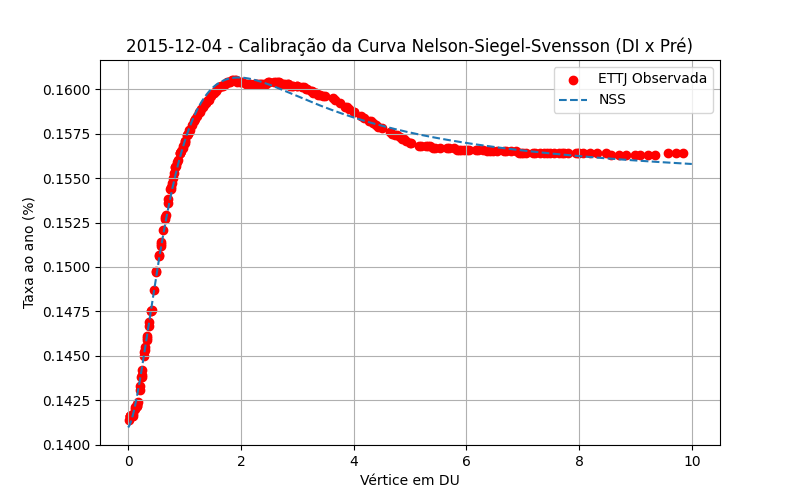 2015-12-04 - Calibração da Curva Nelson-Siegel-Svensson (DI x Pré)
ETTJ Observada
NSS
Taxa ao ano (%)
0.1600
0.1575
0.1550
0.1525
0.1500
0.1475
0.1450
0.1425
0.1400
0 2 4 6 8 10
Vértice em DU